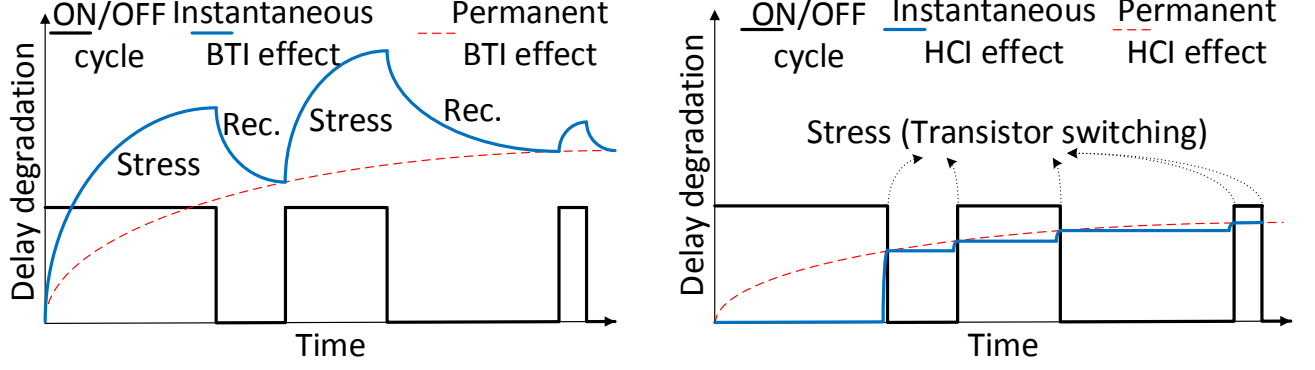 ON/OFF cycle
Instantaneous BTI effect
Permanent BTI effect
Delay degradation
Stress
Rec.
Stress
Rec.
Time
ON/OFF cycle
Instantaneous HCI effect
Permanent HCI effect
Delay degradation
Stress (Transistor switching)
Time